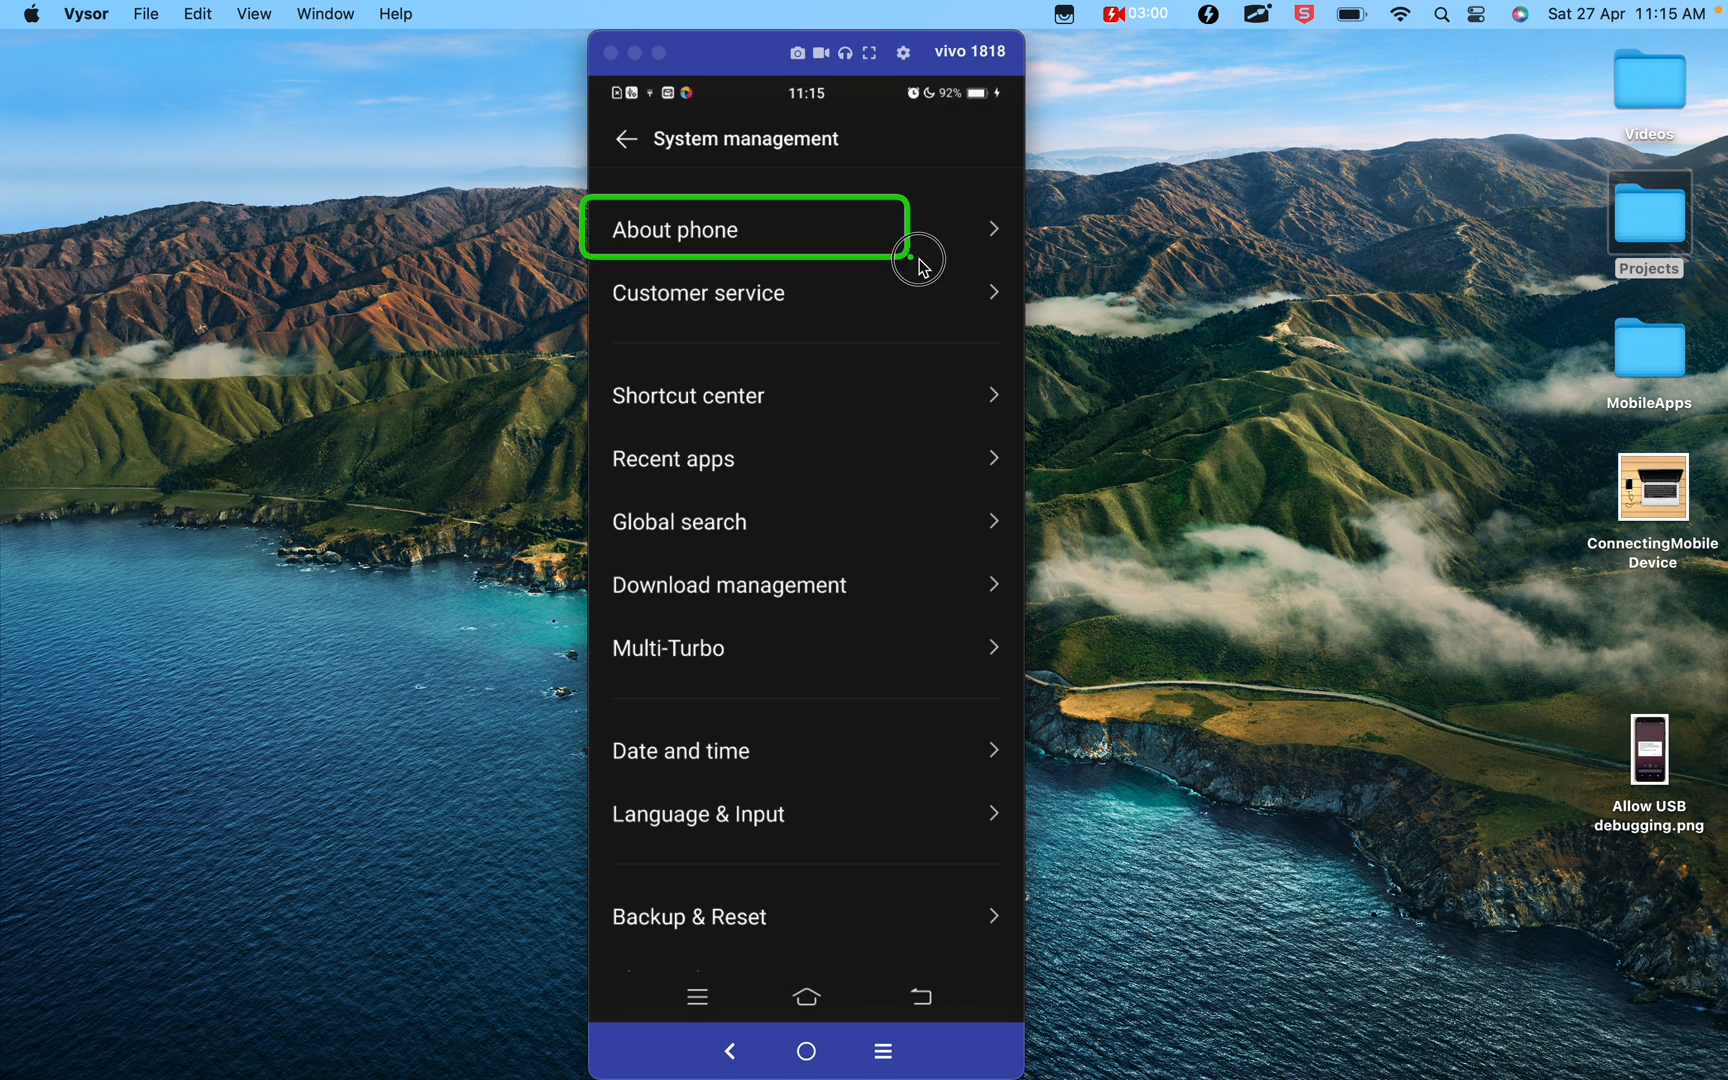 Vysor File Edit View Window Help 03:00 Sat 27 Apr 11:15 AM
vivo 1818
11:15 92%
System management
About phone
Customer service
Shortcut center
Recent apps
Global search
Download management
Multi-Turbo
Date and time
Language & Input
Backup & Reset
Videos
Projects
MobileApps
ConnectingMobile
Device
Allow USB
debugging.png